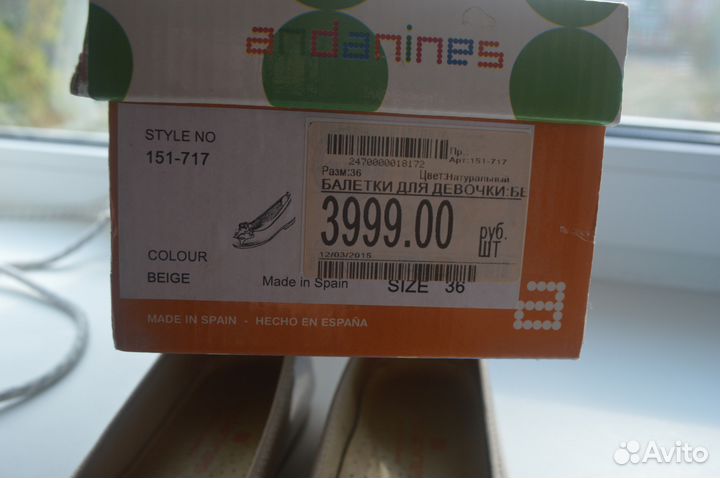 andanines
STYLE NO
151-717
2470000018172
Пр.
Арт:151-717
Разм:36 Цвет:Натуральный
БАЛЕТКИ ДЛЯ ДЕВОЧКИ:БЕ
3999.00 руб.
шт
12/03/2015
COLOUR
BEIGE
Made in Spain SIZE 36
MADE IN SPAIN - HECHO EN ESPAÑA
Avito